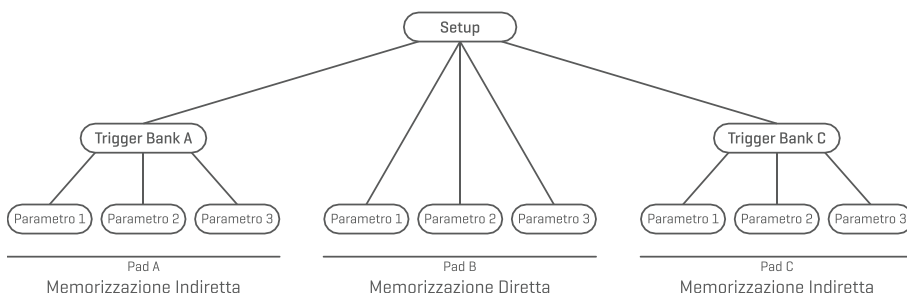 Setup
Trigger Bank A
Trigger Bank C
Parametro 1 Parametro 2 Parametro 3 Parametro 1 Parametro 2 Parametro 3 Parametro 1 Parametro 2 Parametro 3
Pad A Pad B Pad C
Memorizzazione Indiretta Memorizzazione Diretta Memorizzazione Indiretta